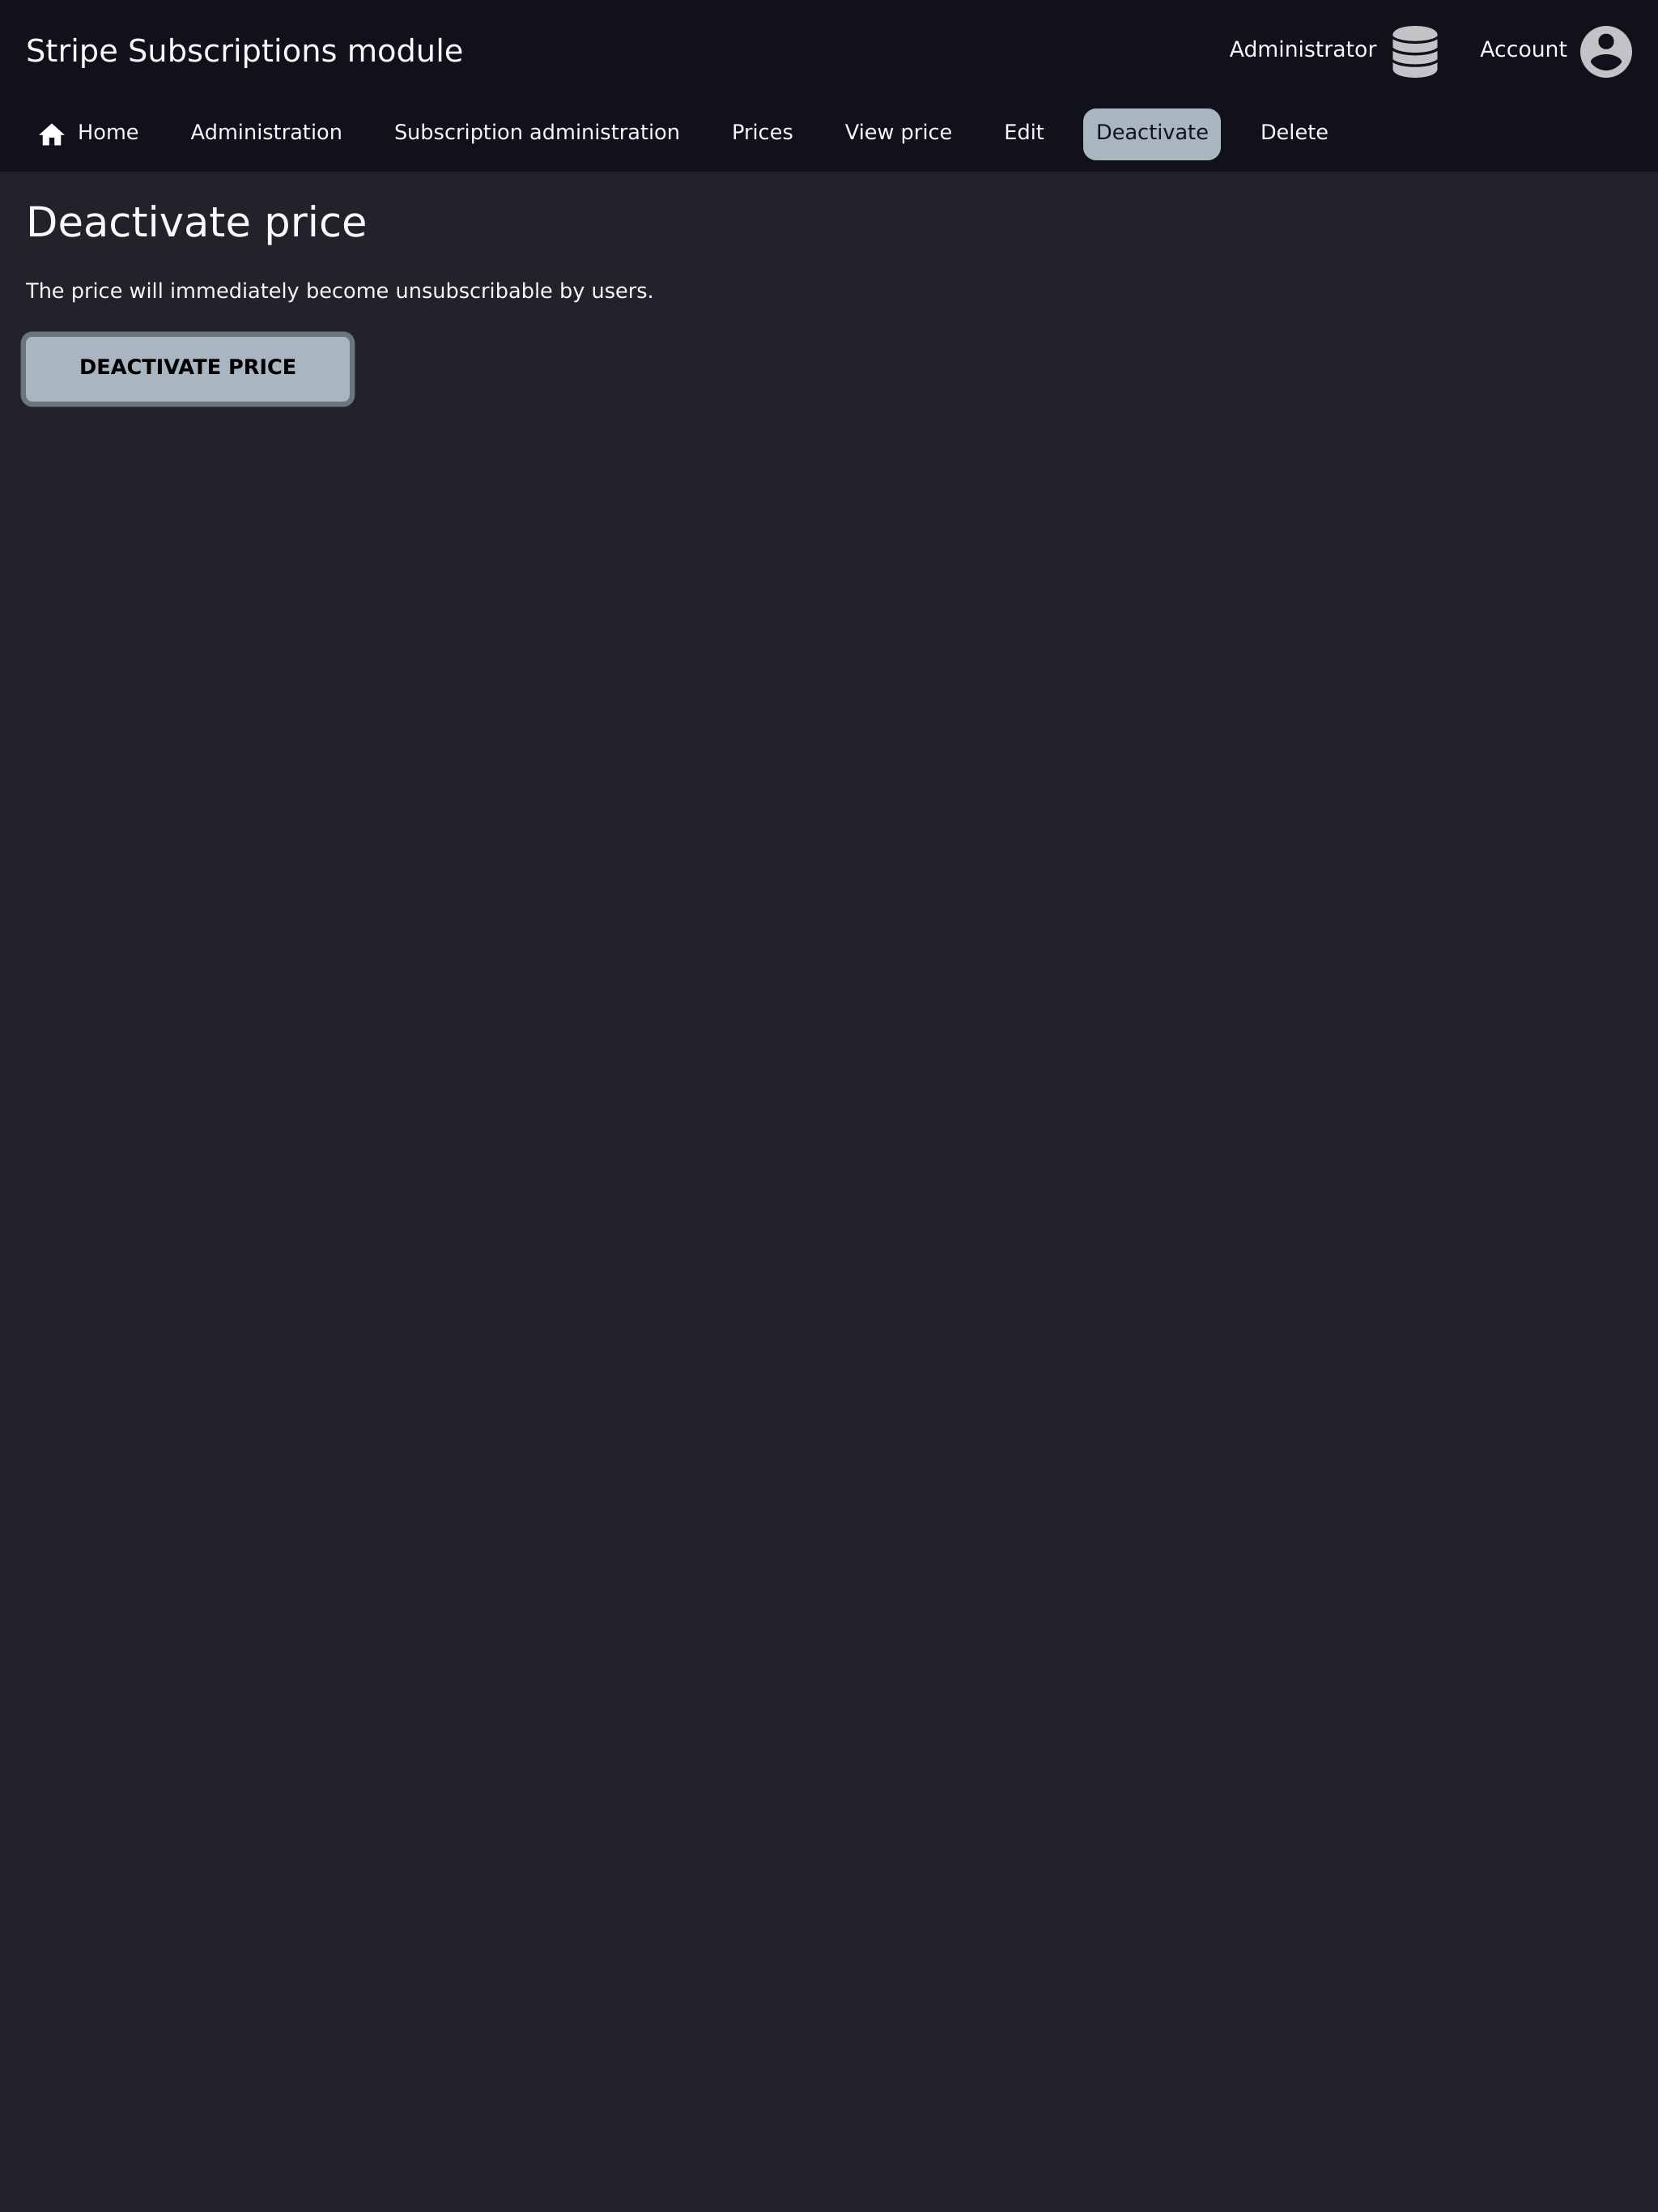 Stripe Subscriptions module
Administrator
Account
Home
Administration
Subscription administration
Prices
View price
Edit
Deactivate
Delete
Deactivate price
The price will immediately become unsubscribable by users.
DEACTIVATE PRICE